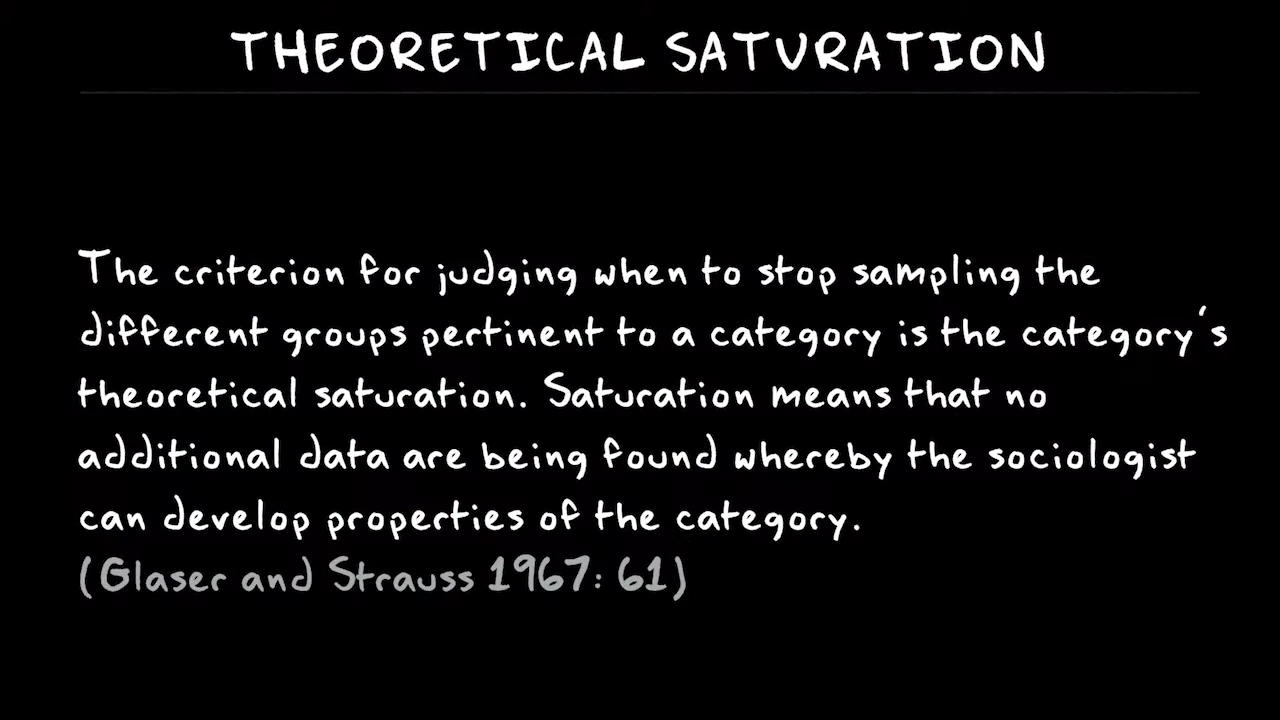 THEORETICAL SATURATION
The criterion for judging when to stop sampling the
different groups pertinent to a category is the category's
theoretical saturation. Saturation means that no
additional data are being found whereby the sociologist
can develop properties of the category.
(Glaser and Strauss 1967: 61)